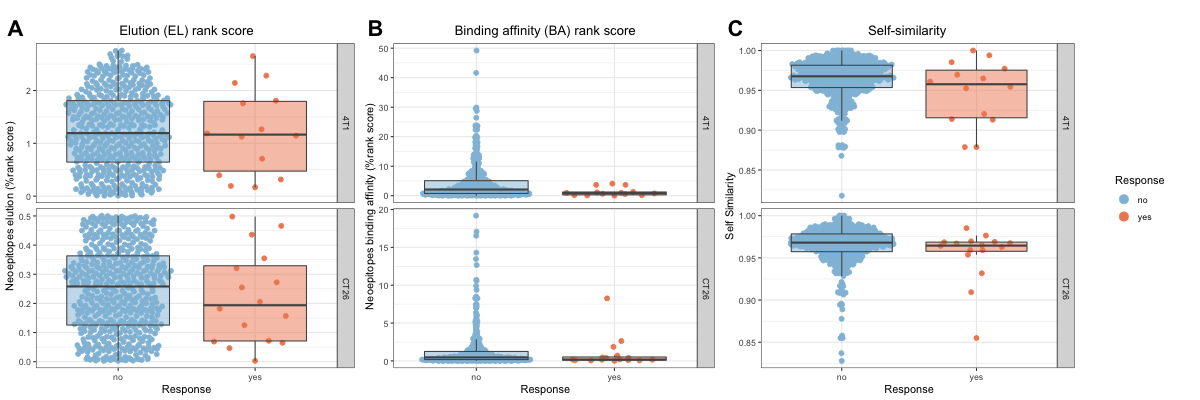 A
Elution (EL) rank score
Neoepitopes elution (%rank score)
2
1
0
4T1
0.5
0.4
0.3
0.2
0.1
0.0
CT26
no
yes
Response
B
Binding affinity (BA) rank score
Neoepitopes binding affinity (%rank score)
50
40
30
20
10
0
4T1
20
15
10
5
0
CT26
no
yes
Response
C
Self-similarity
Self Similarity
1.00
0.95
0.90
0.85
4T1
1.00
0.95
0.90
0.85
CT26
no
yes
Response
Response
no
yes